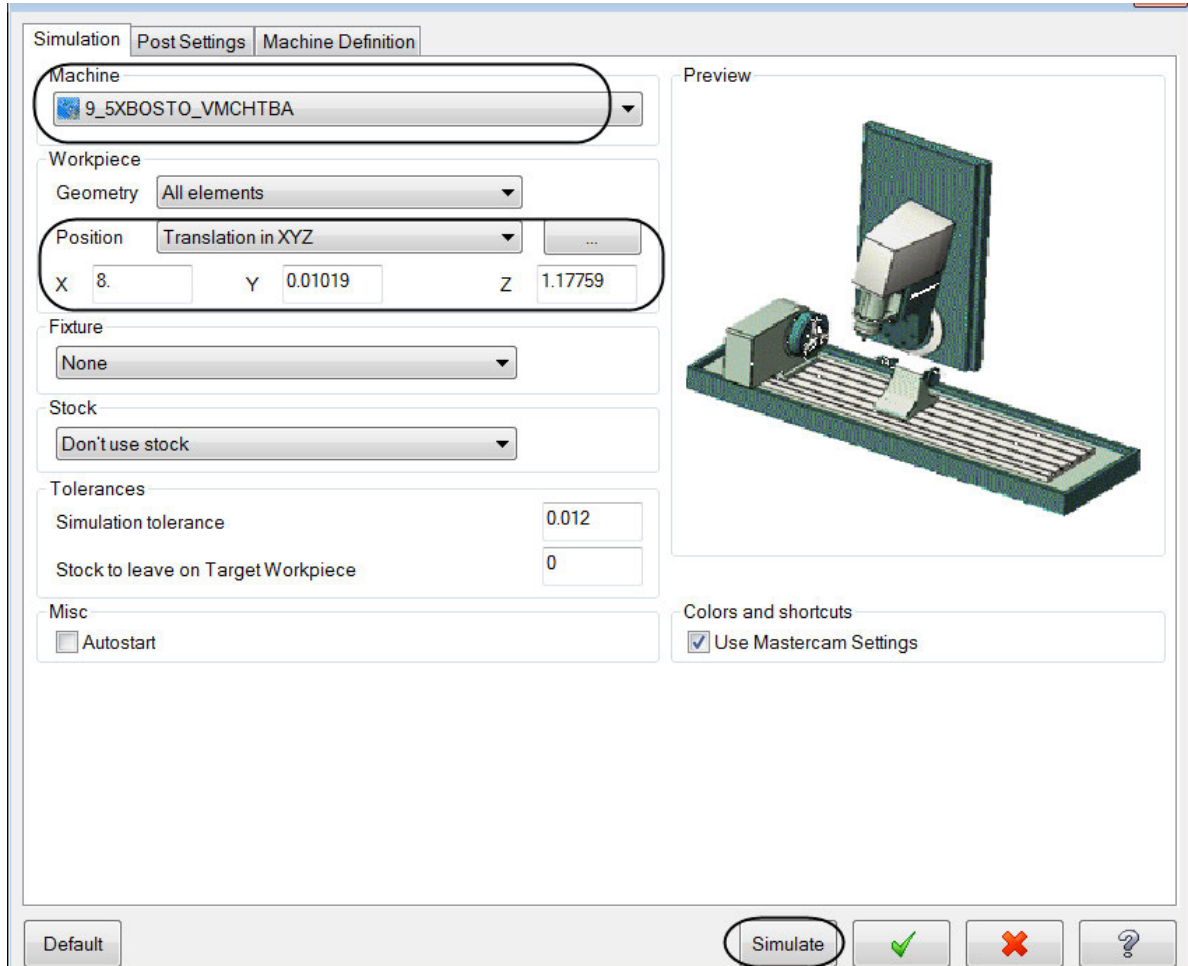 Simulation Post Settings Machine Definition
Machine
9_5XBOSTO_VMCHTBA
Workpiece
Geometry All elements
Position Translation in XYZ ...
X 8. Y 0.01019 Z 1.17759
Fixture
None
Stock
Don't use stock
Tolerances
Simulation tolerance 0.012
Stock to leave on Target Workpiece 0
Misc
Autostart
Preview
Colors and shortcuts
Use Mastercam Settings
Default Simulate ?